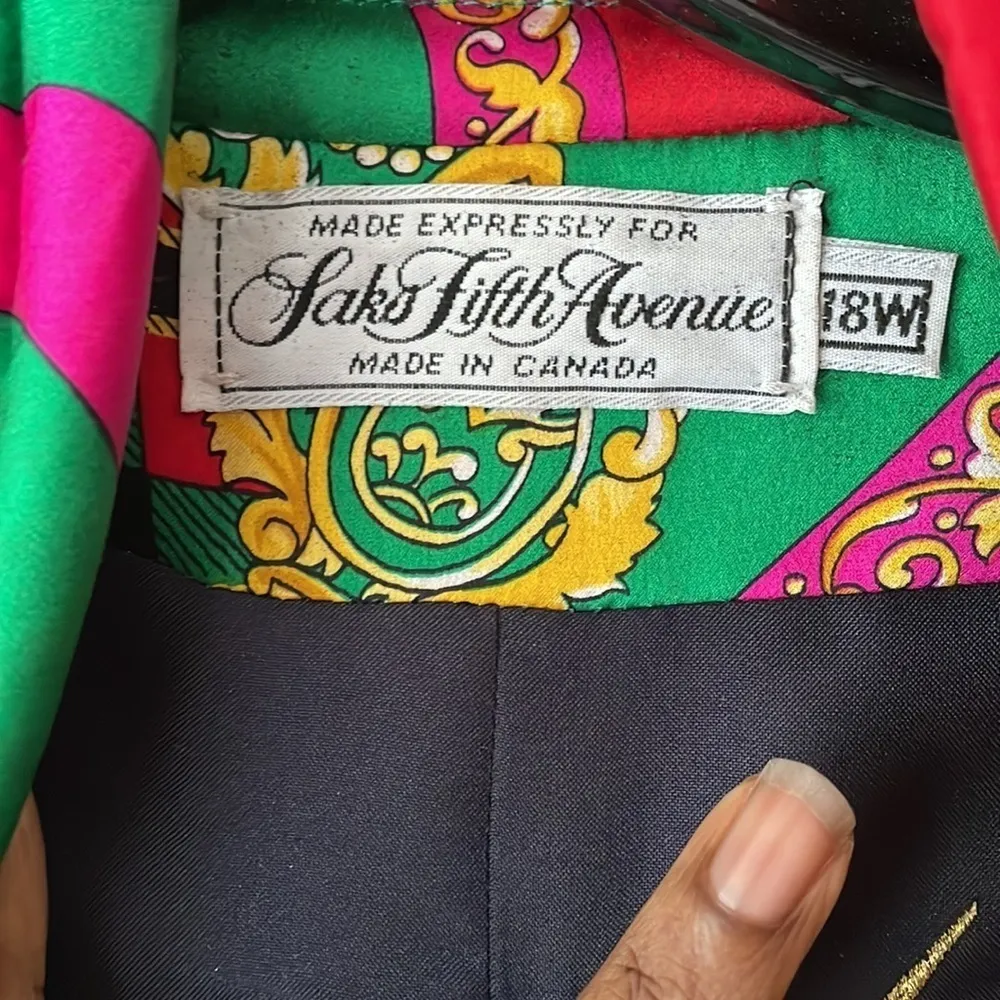 MADE EXPRESSLY FOR
Saks Fifth Avenue
MADE IN CANADA
18W